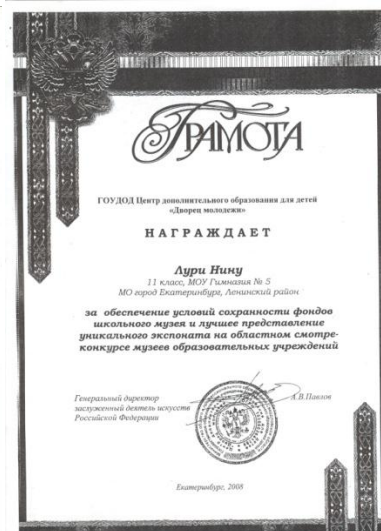 ГРАМОТА
ГОУДОД Центр дополнительного образования для детей
«Дворец молодежи»
НАГРАЖДАЕТ
Лури Нину
11 класс, МОУ Гимназия № 5
МО город Екатеринбург, Ленинский район
за обеспечение условий сохранности фондов
школьного музея и лучшее представление
уникального экспоната на областном смотре-
конкурсе музеев образовательных учреждений
Генеральный директор
заслуженный деятель искусств
Российской Федерации
А.В.Павлов
Екатеринбург, 2008